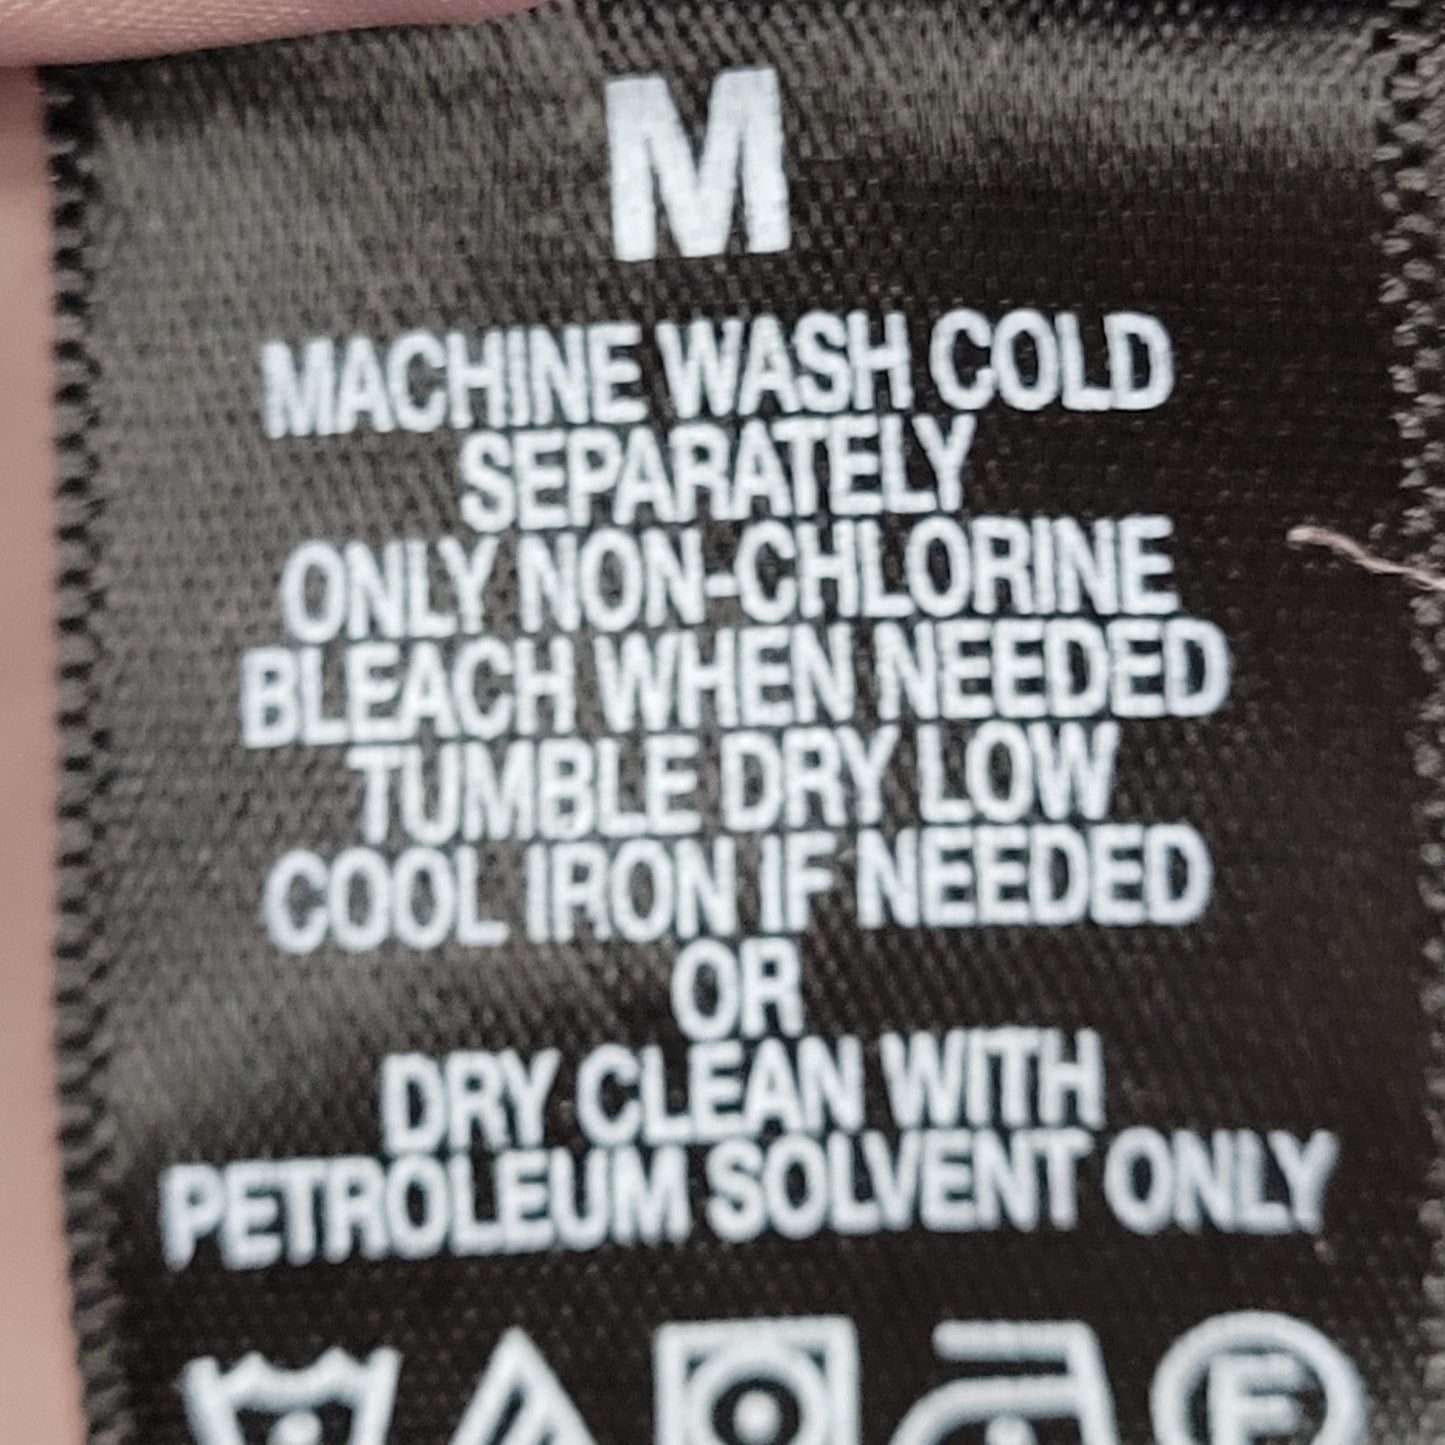 M
MACHINE WASH COLD
SEPARATELY
ONLY NON-CHLORINE
BLEACH WHEN NEEDED
TUMBLE DRY LOW
COOL IRON IF NEEDED
OR
DRY CLEAN WITH
PETROLEUM SOLVENT ONLY
F